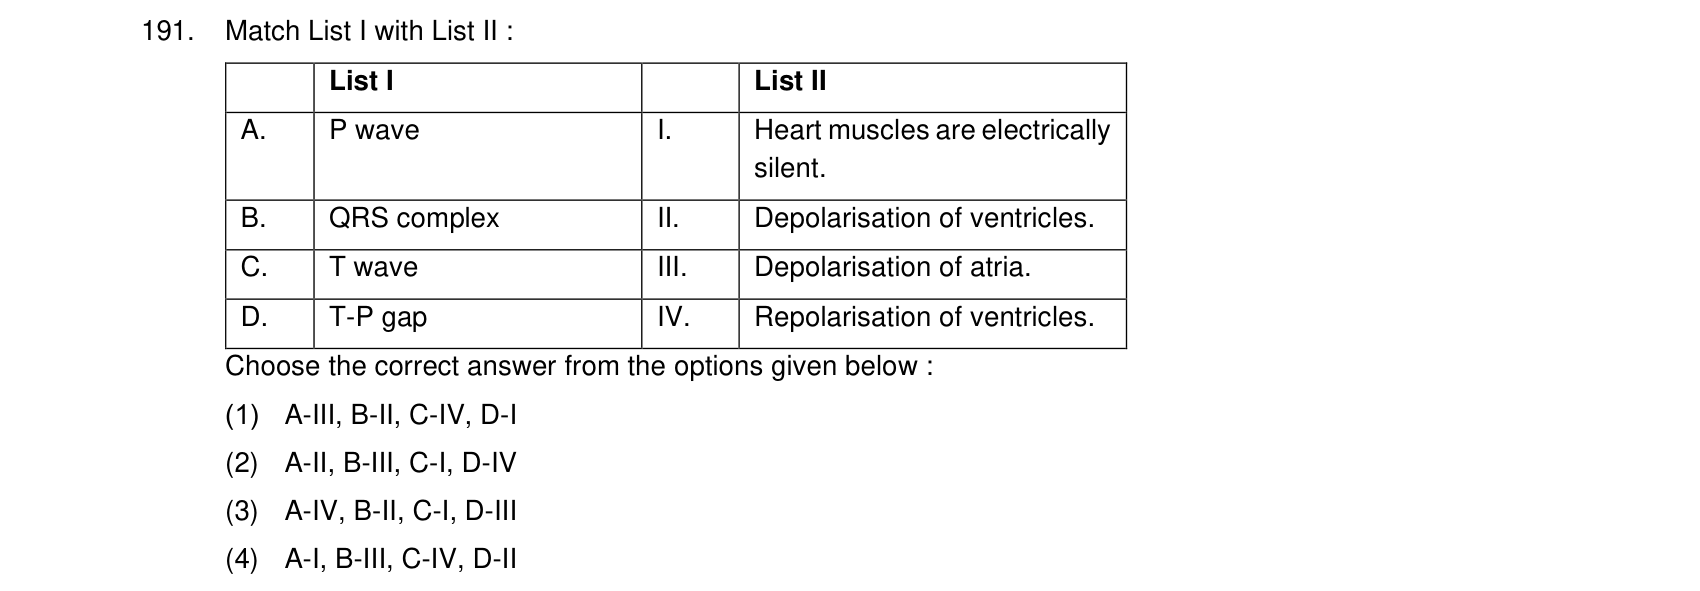 191. Match List I with List II :
List I List II
A. P wave I. Heart muscles are electrically
silent.
B. QRS complex II. Depolarisation of ventricles.
C. T wave III. Depolarisation of atria.
D. T-P gap IV. Repolarisation of ventricles.
Choose the correct answer from the options given below :
(1) A-III, B-II, C-IV, D-I
(2) A-II, B-III, C-I, D-IV
(3) A-IV, B-II, C-I, D-III
(4) A-I, B-III, C-IV, D-II